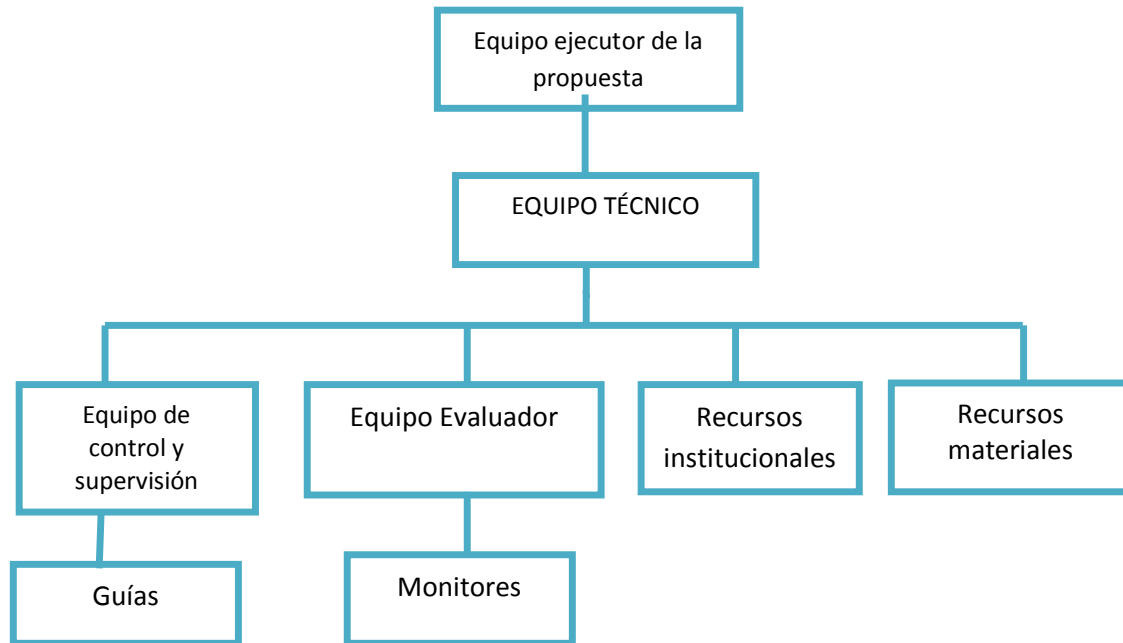 Equipo ejecutor de la
propuesta
EQUIPO TÉCNICO
Equipo de
control y
supervisión
Equipo Evaluador
Recursos
institucionales
Recursos
materiales
Guías
Monitores